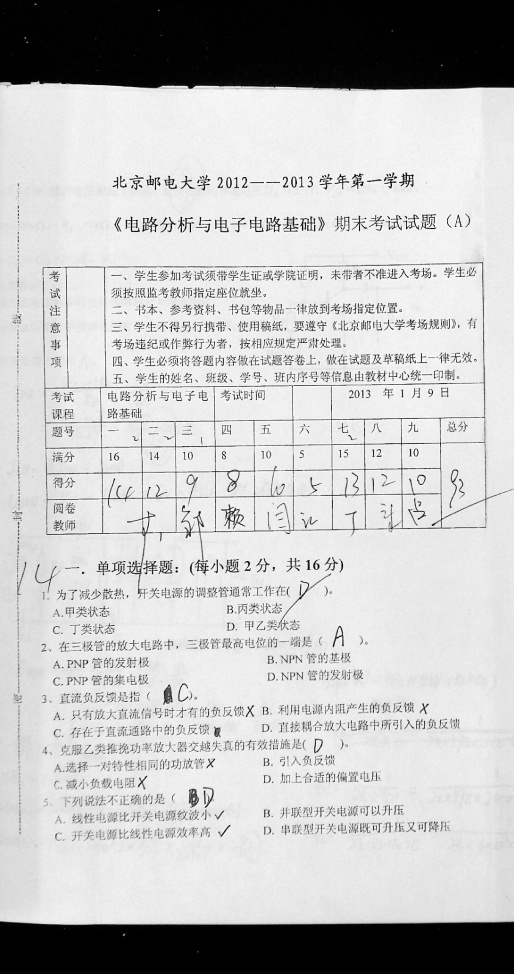 北京邮电大学 2012——2013 学年第一学期
《电路分析与电子电路基础》期末考试试题（A）
考试注意事项
一、学生参加考试须带学生证或学院证明，未带者不准进入考场。学生必
须按照监考教师指定座位就坐。
二、书本、参考资料、书包等物品一律放到考场指定位置。
三、学生不得另行携带、使用稿纸，要遵守《北京邮电大学考场规则》，有
考场违纪或作弊行为者，按相应规定严肃处理。
四、学生必须将答题内容做在试题答卷上，做在试题及草稿纸上一律无效。
五、学生的姓名、班级、学号、班内序号等信息由教材中心统一印制。
考试课程 电路分析与电子电路基础 考试时间 2013 年 1 月 9 日
题号 一 2 二 2 三 1 四 五 六 七 2 八 九 总分
满分 16 14 10 8 10 5 15 12 10
得分 14 12 9 8 10 5 13 12 10 93
阅卷教师 赖 闫 丁
14 一．单项选择题：(每小题 2 分，共 16 分)
1. 为了减少散热，开关电源的调整管通常工作在( D )。
A.甲类状态 B.丙类状态
C. 丁类状态 D. 甲乙类状态
2、在三极管的放大电路中，三极管最高电位的一端是（ A ）。
A. PNP 管的发射极 B. NPN 管的基极
C. PNP 管的集电极 D. NPN 管的发射极
3、直流负反馈是指（ C ）。
A. 只有放大直流信号时才有的负反馈 X B. 利用电源内阻产生的负反馈 X
C. 存在于直流通路中的负反馈 D. 直接耦合放大电路中所引入的负反馈
4、克服乙类推挽功率放大器交越失真的有效措施是( D )。
A.选择一对特性相同的功放管 X B. 引入负反馈
C. 减小负载电阻 X D. 加上合适的偏置电压
5、下列说法不正确的是（ D
A. 线性电源比开关电源纹波小 ✓ B. 并联型开关电源可以升压
C. 开关电源比线性电源效率高 ✓ D. 串联型开关电源既可升压又可降压